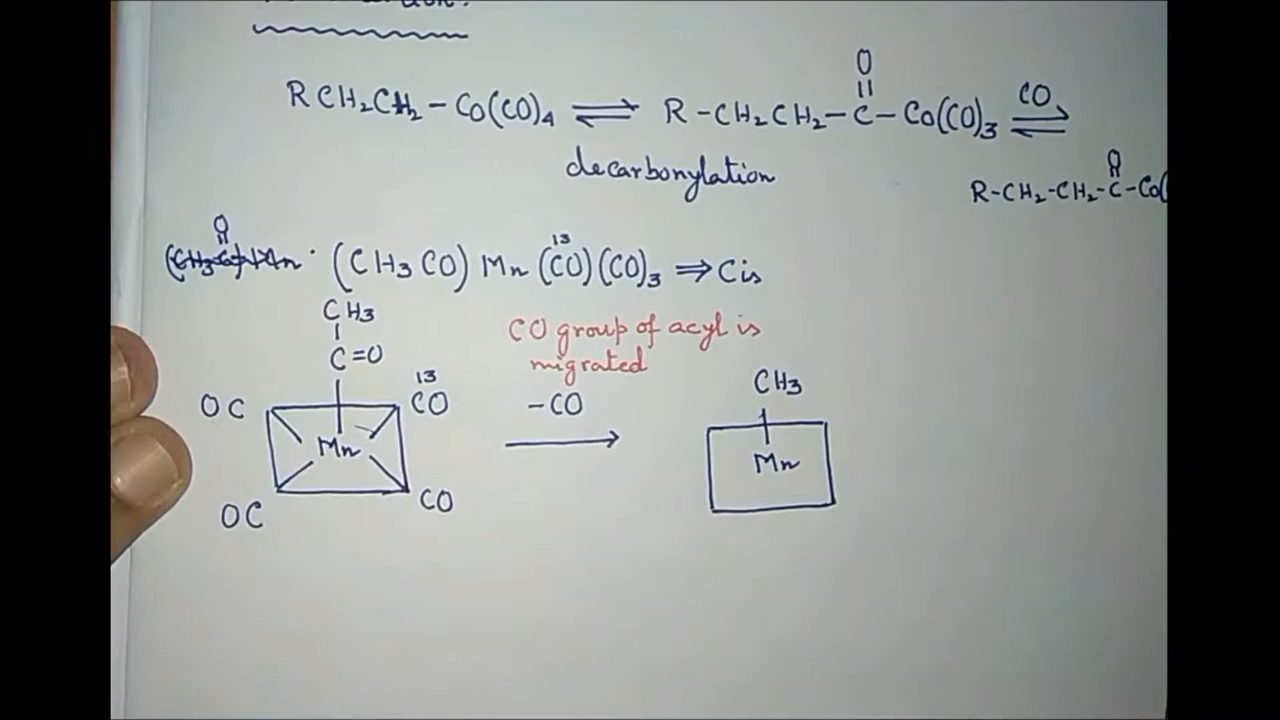 RCH₂CH₂-Co(CO)₄ ⇌ R-CH₂CH₂-C-Co(CO)₃ ⇌
O
||
CO
decarbonylation
O
||
R-CH₂-CH₂-C-Co(
O
||
(CH₃CO) Mn (¹³CO)(CO)₃ ⇒ Cis
CH₃
C=O
CO group of acyl is
migrated
OC
¹³CO
-CO
Mn
OC
CO
CH₃
Mn